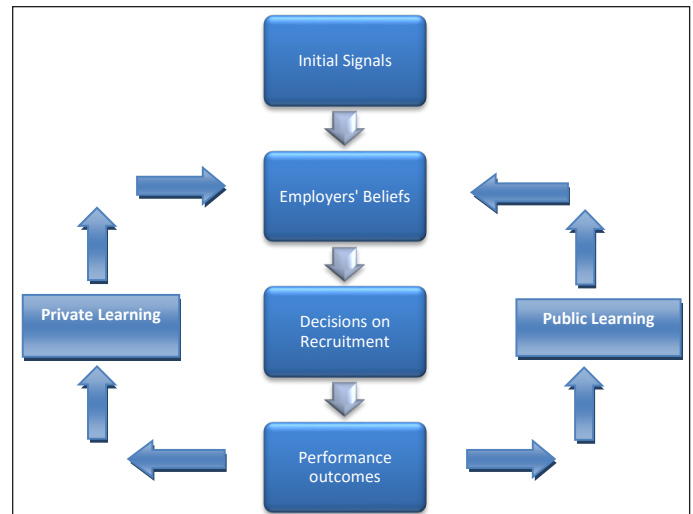 Initial Signals
Employers' Beliefs
Private Learning
Decisions on
Recruitment
Public Learning
Performance
outcomes